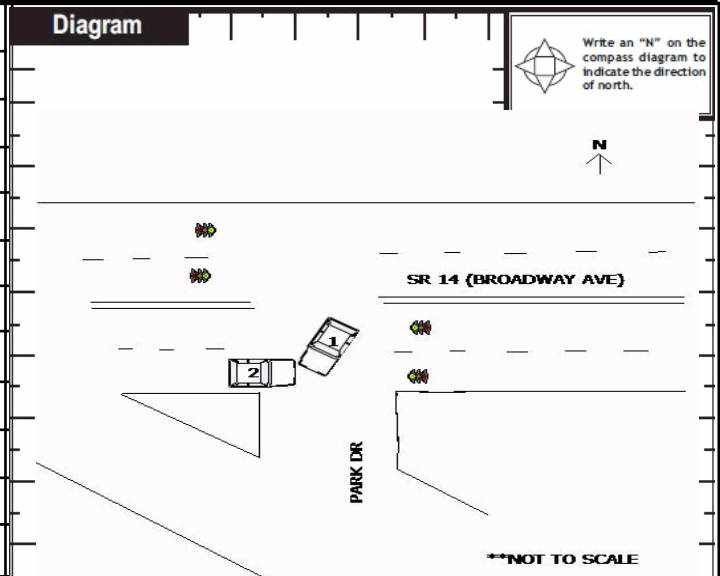 Diagram
Write an “N” on the
compass diagram to
indicate the direction
of north.
N
SR 14 (BROADWAY AVE)
1
2
PARK DR
**NOT TO SCALE